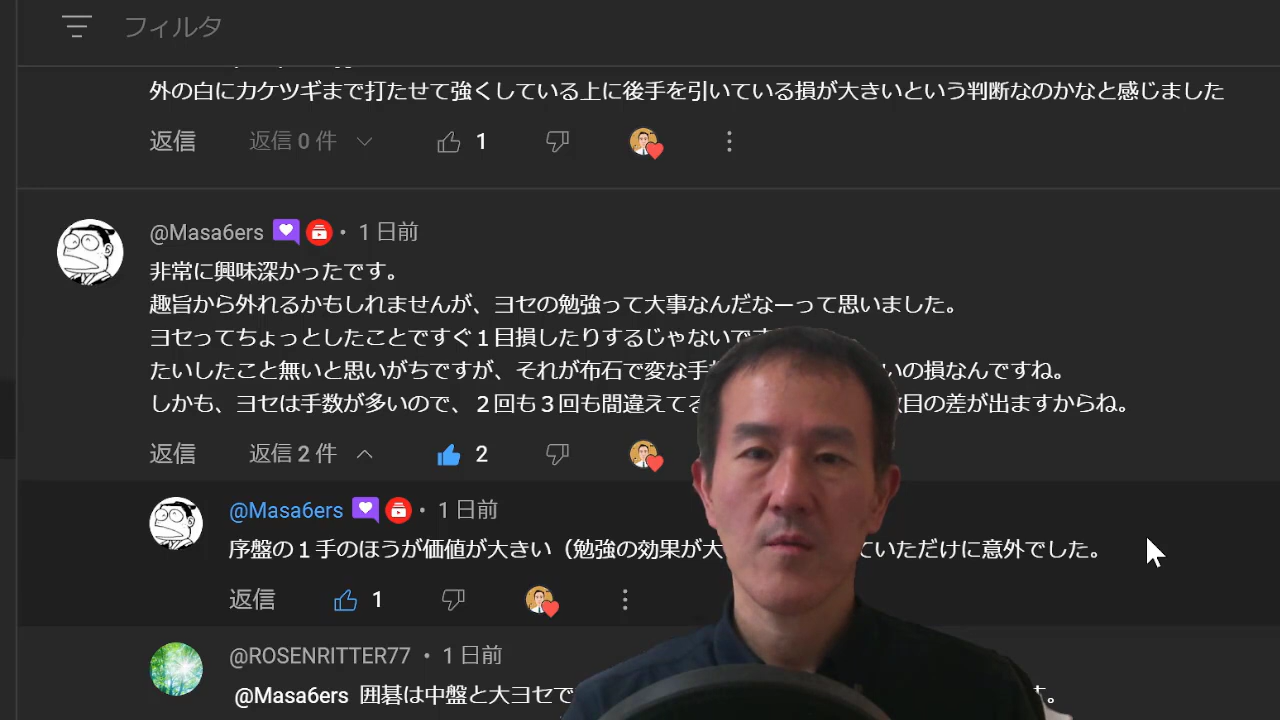 フィルタ
外の白にカケツギまで打たせて強くしている上に後手を引いている損が大きいという判断なのかなと感じました
返信 返信 0 件 1
@Masa6ers • 1 日前
非常に興味深かったです。
趣旨から外れるかもしれませんが、ヨセの勉強って大事なんだなーって思いました。
ヨセってちょっとしたことですぐ１目損したりするじゃないで
たいしたこと無いと思いがちですが、それが布石で変な手 いの損なんですね。
しかも、ヨセは手数が多いので、２回も３回も間違えてる 目の差が出ますからね。
返信 返信 2 件 2
@Masa6ers • 1 日前
序盤の１手のほうが価値が大きい（勉強の効果が大 ていただけに意外でした。
返信 1
@ROSENRITTER77 • 1 日前
@Masa6ers 囲碁は中盤と大ヨセで す。